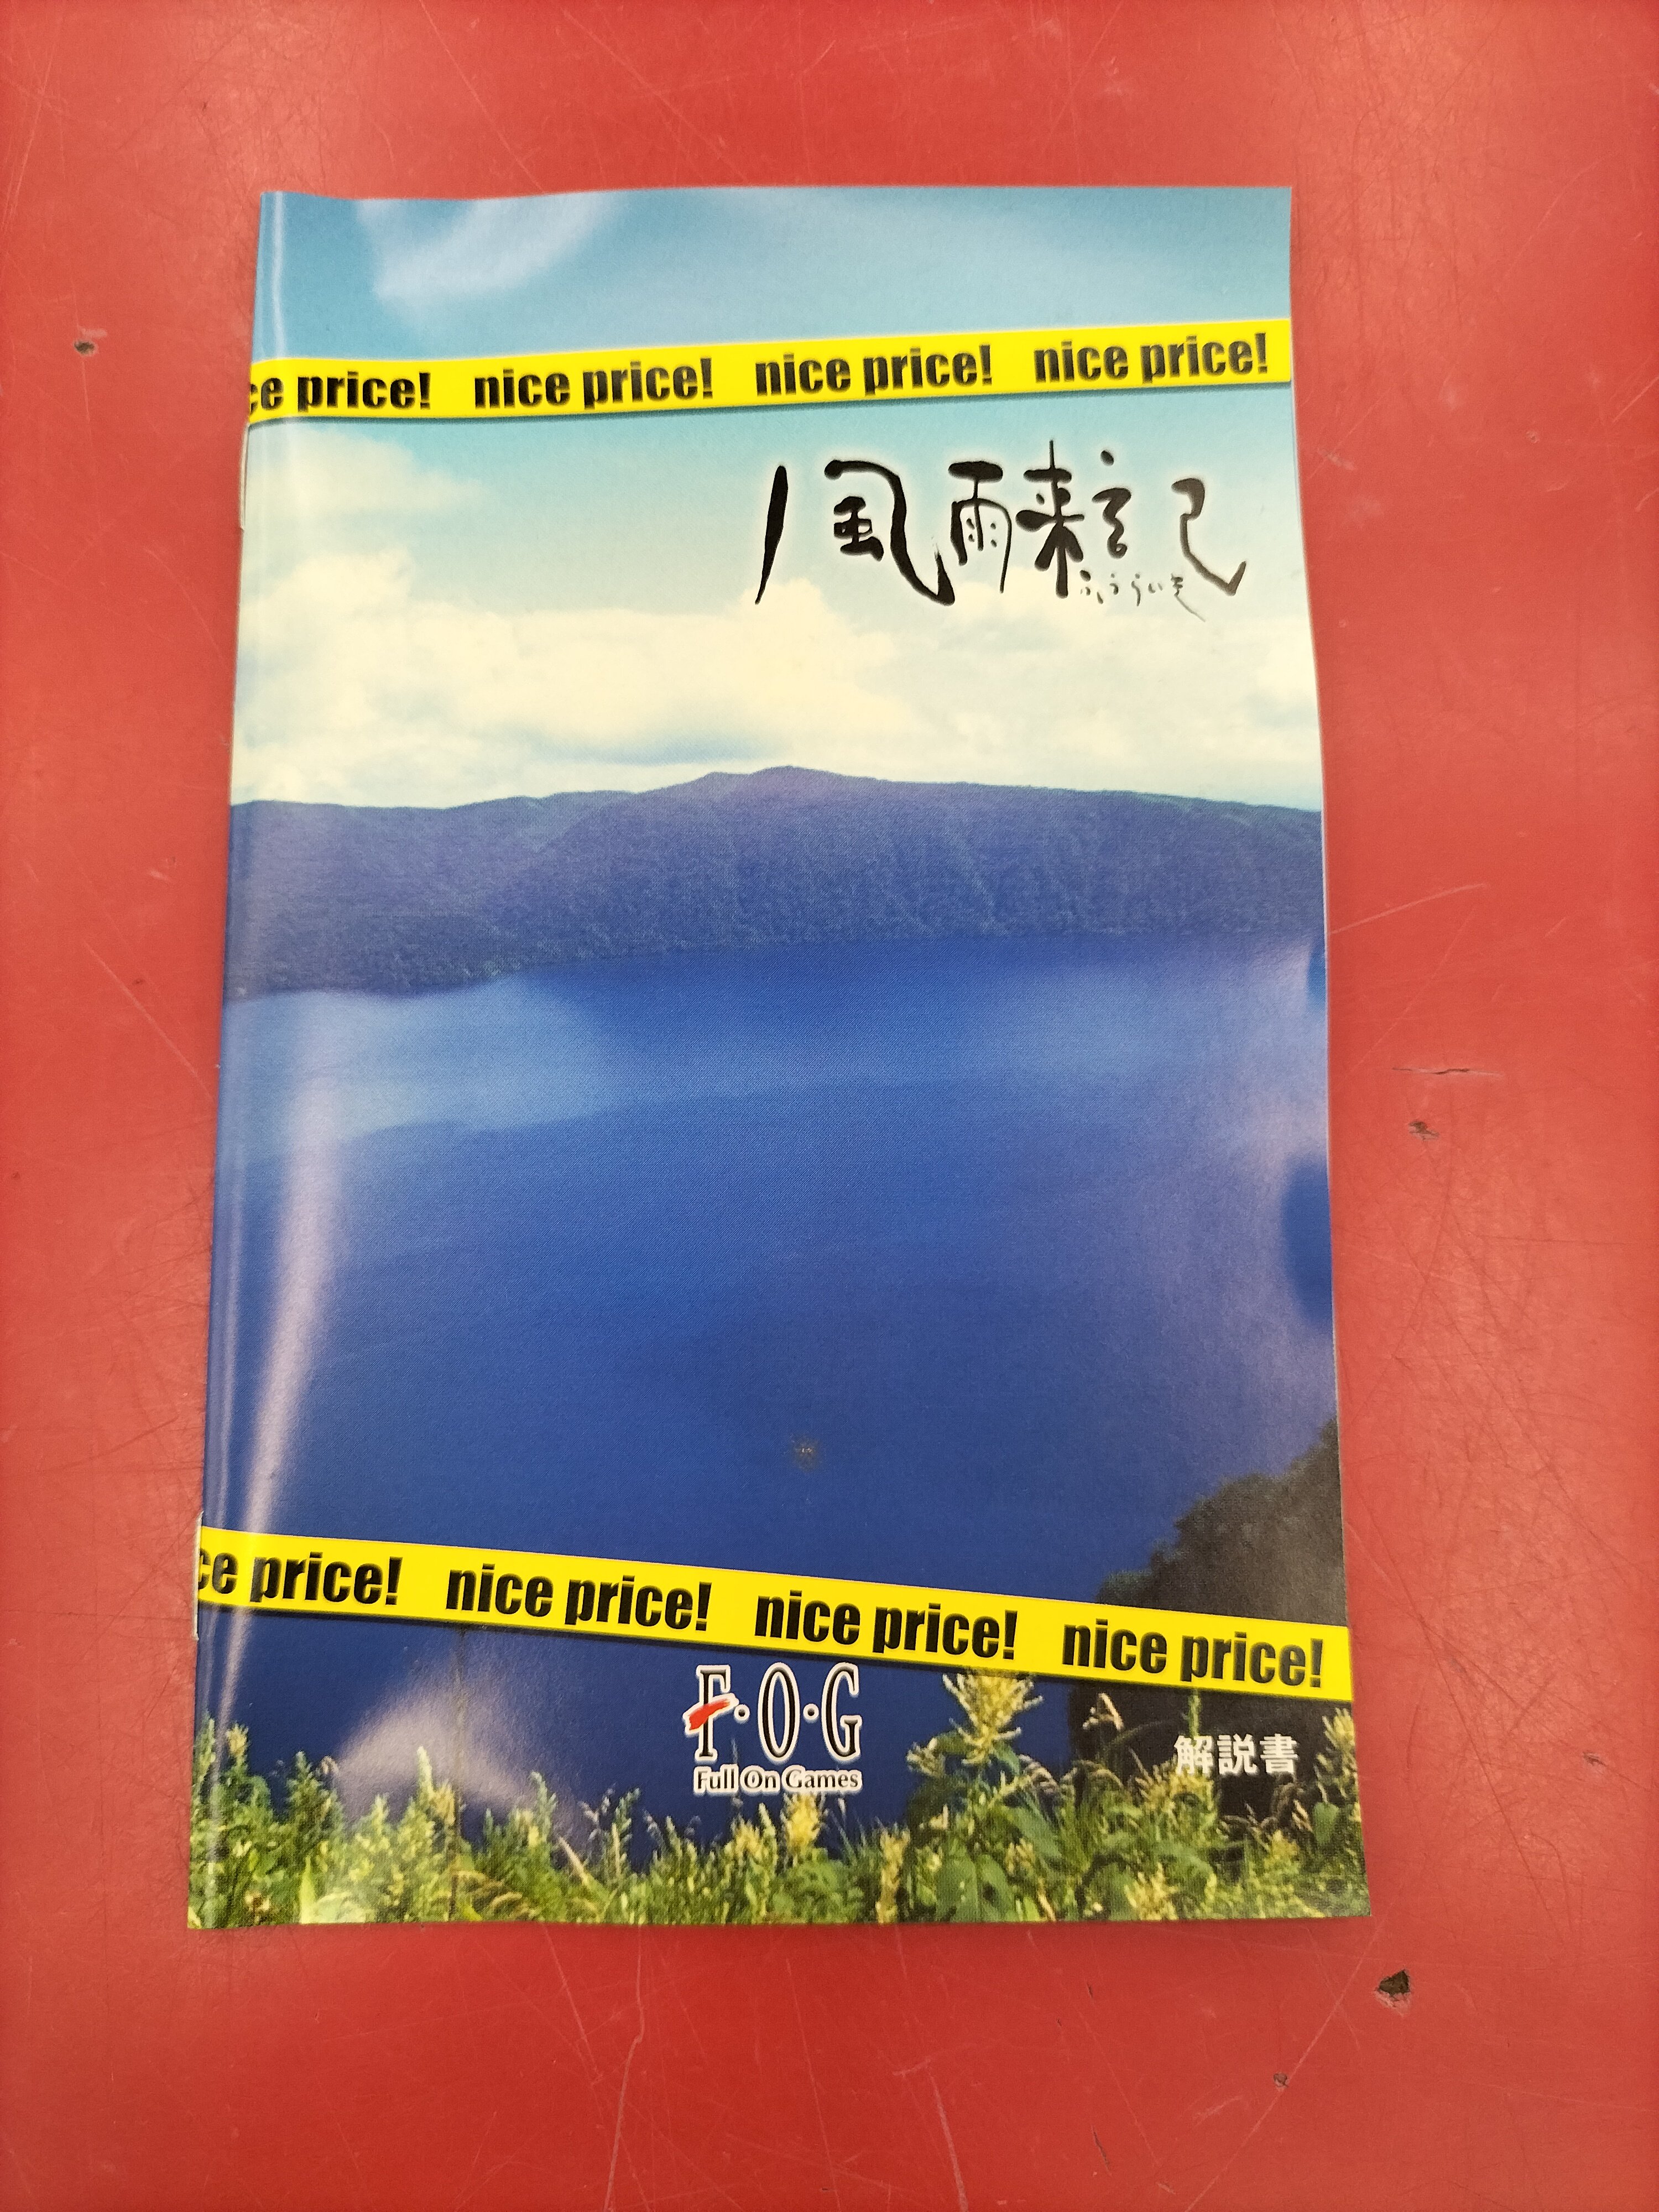 ce price! nice price! nice price! nice price!
風雨来記
ふうらいき
ce price! nice price! nice price! nice price!
F・O・G
Full On Games
解説書